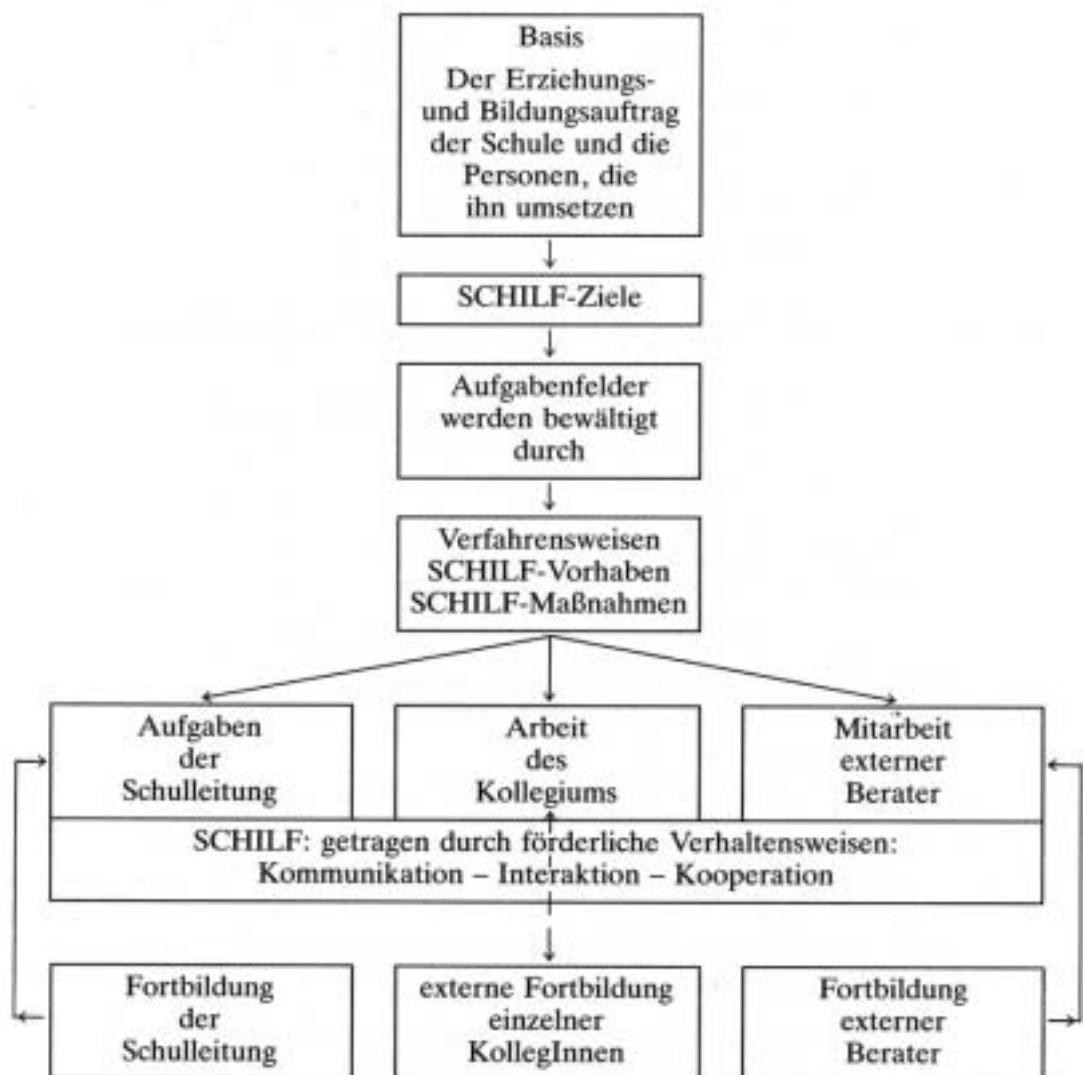 Basis
Der Erziehungs-
und Bildungsauftrag
der Schule und die
Personen, die
ihn umsetzen
SCHILF-Ziele
Aufgabenfelder
werden bewältigt
durch
Verfahrensweisen
SCHILF-Vorhaben
SCHILF-Maßnahmen
Aufgaben
der
Schulleitung
Arbeit
des
Kollegiums
Mitarbeit
externer
Berater
SCHILF: getragen durch förderliche Verhaltensweisen:
Kommunikation – Interaktion – Kooperation
Fortbildung
der
Schulleitung
externe Fortbildung
einzelner
KollegInnen
Fortbildung
externer
Berater